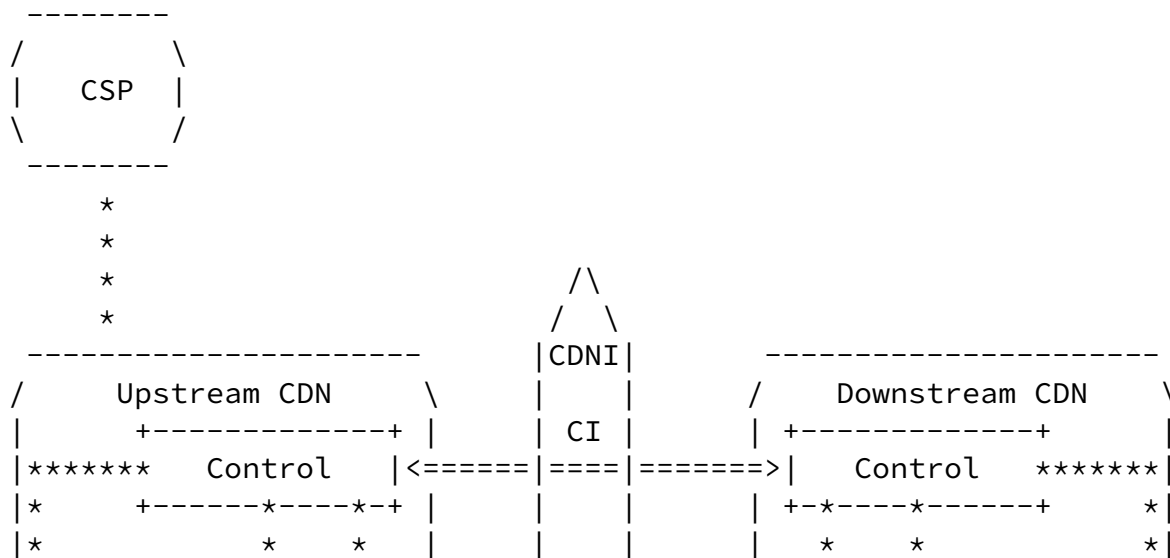 --------
/        \
|   CSP  |
\        /
 --------
     *
     *
     *                         /\
     *                        /  \
 ----------------------      |CDNI|       ----------------------
/     Upstream CDN     \     |    |      /    Downstream CDN    \
|      +-------------+ |     | CI |      | +-------------+      |
|*******   Control   |<======|====|=======>|   Control   *******|
|*     +------*----*-+ |     |    |      | +-*----*------+     *|
|*            *    *   |     |    |      |   *    *            *|